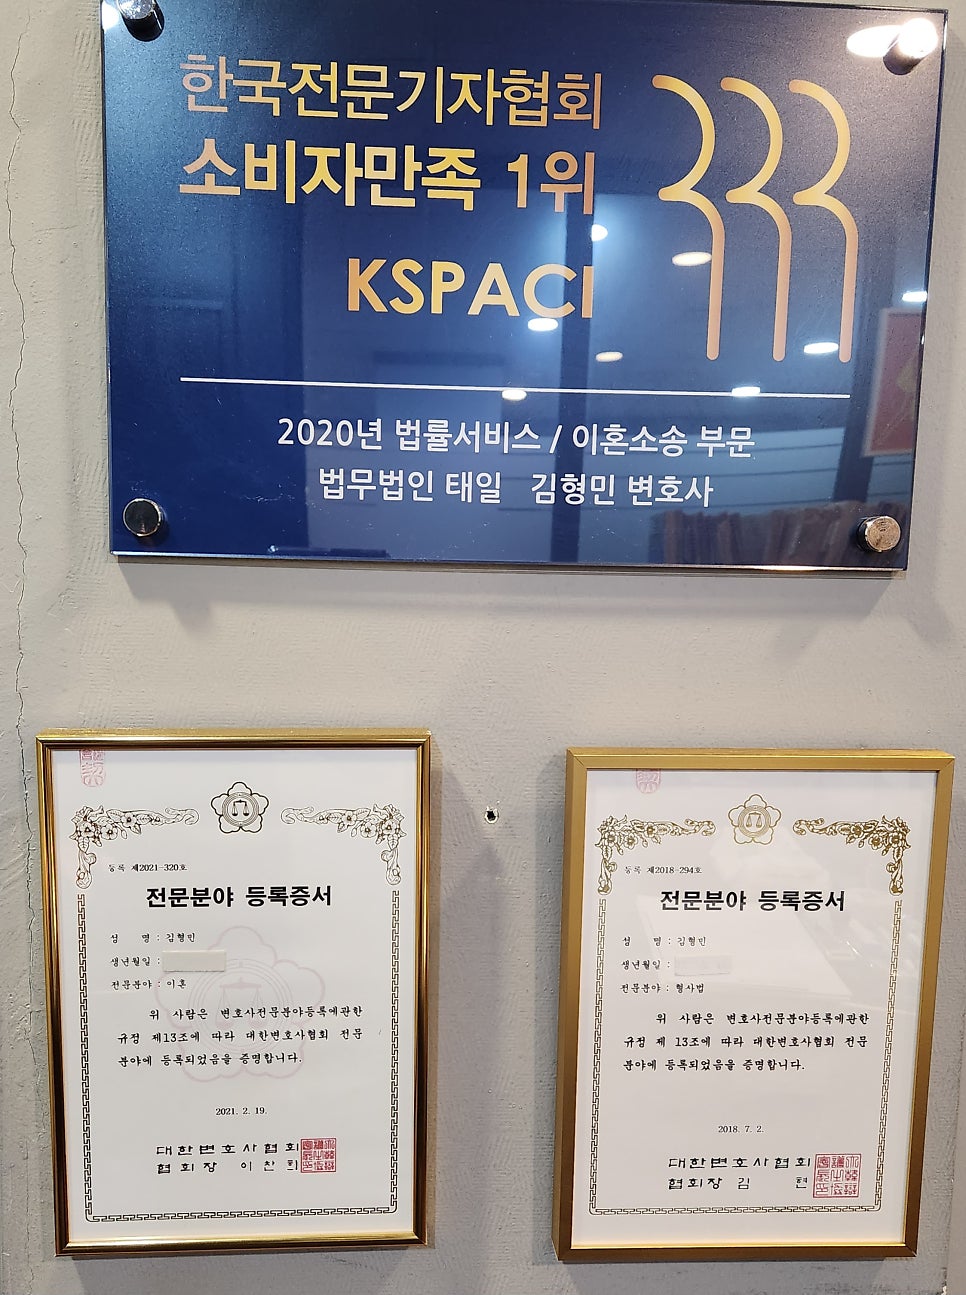 한국전문기자협회
소비자만족 1위
KSPACI
2020년 법률서비스 / 이혼소송 부문
법무법인 태일 김형민 변호사
등록 제2021-320호
전문분야 등록증서
성 명 : 김형민
생년월일 :
전문분야 : 이혼
위 사람은 변호사전문분야등록에관한
규정 제13조에 따라 대한변호사협회 전문
분야에 등록되었음을 증명합니다.
2021. 2. 19.
대한변호사협회
협회장 이찬희
등록 제2018-294호
전문분야 등록증서
성 명 : 김형민
생년월일 :
전문분야 : 형사법
위 사람은 변호사전문분야등록에관한
규정 제 13조에 따라 대한변호사협회 전문
분야에 등록되었음을 증명합니다.
2018. 7. 2.
대한변호사협회
협회장 김 현